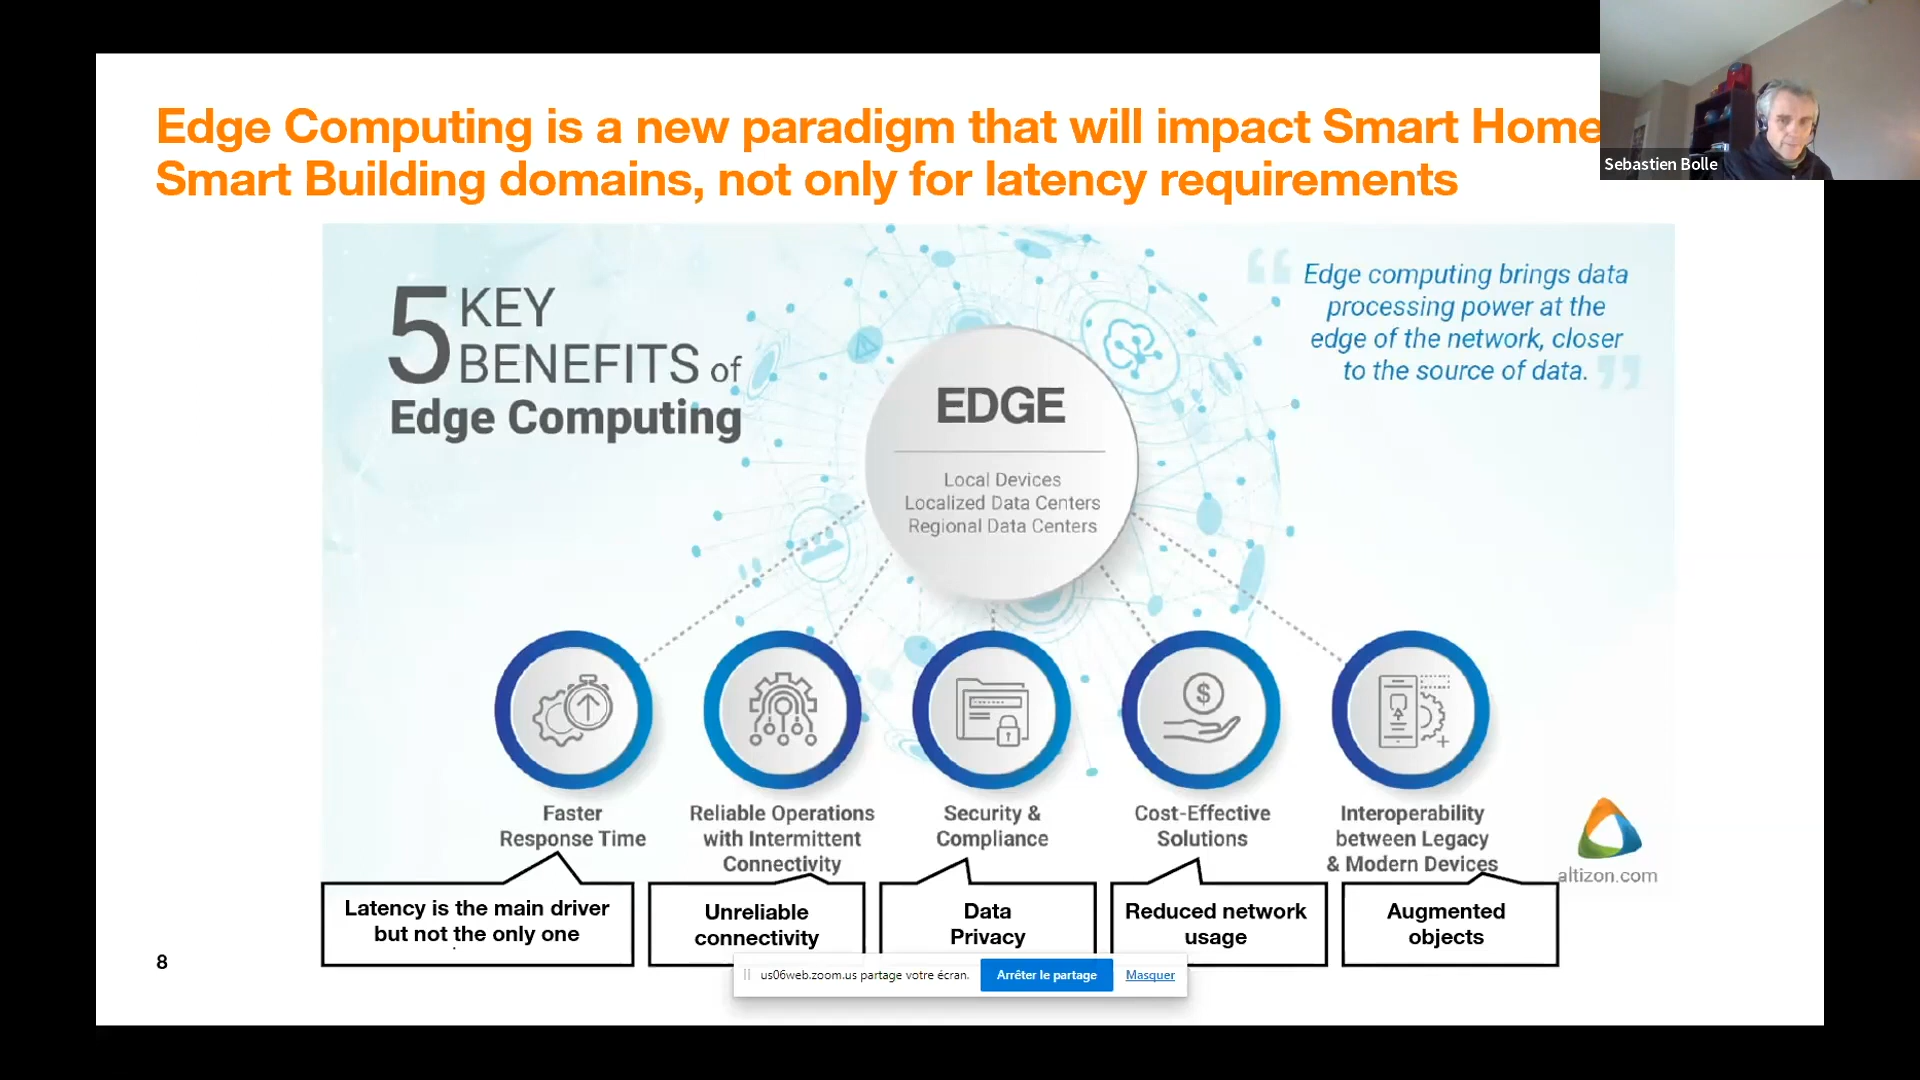 Edge Computing is a new paradigm that will impact Smart Home
Smart Building domains, not only for latency requirements
Sebastien Bolle
5 KEY
BENEFITS of
Edge Computing
Edge computing brings data
processing power at the
edge of the network, closer
to the source of data.
EDGE
Local Devices
Localized Data Centers
Regional Data Centers
$
Faster
Response Time
Reliable Operations
with Intermittent
Connectivity
Security &
Compliance
Cost-Effective
Solutions
Interoperability
between Legacy
& Modern Devices
altizon.com
Latency is the main driver
but not the only one
Unreliable
connectivity
Data
Privacy
Reduced network
usage
Augmented
objects
8
us06web.zoom.us partage votre écran.
Arrêter le partage
Masquer